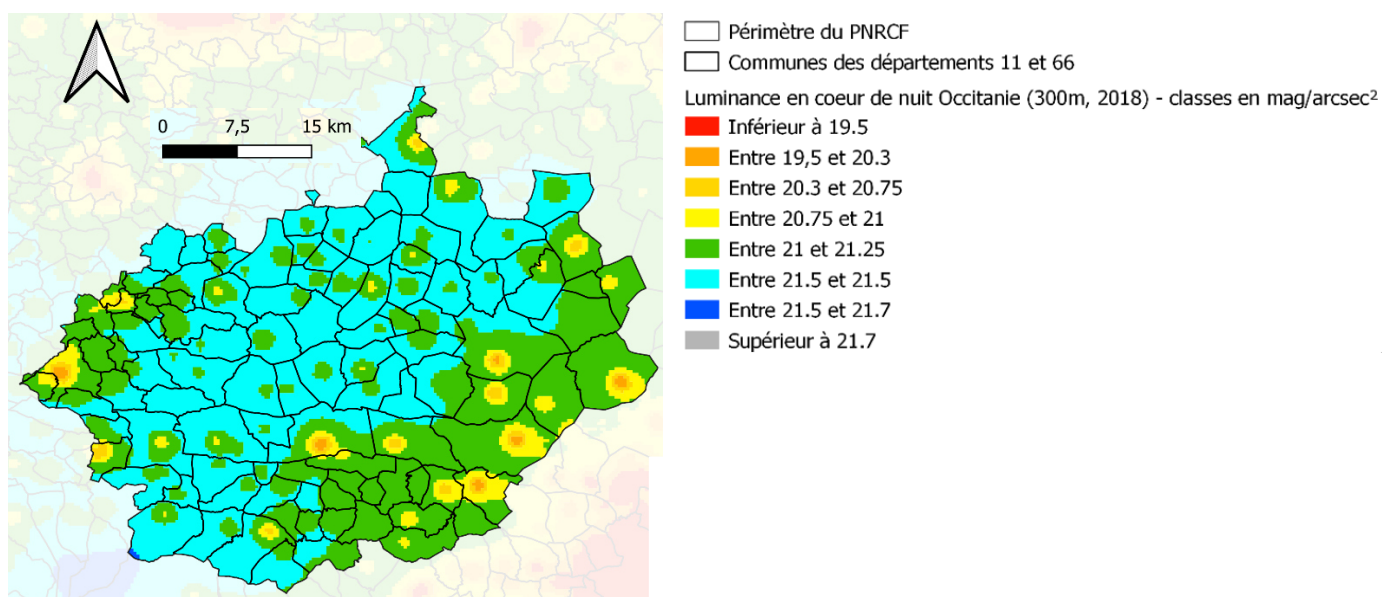 0 7,5 15 km
Périmètre du PNRCF
Communes des départements 11 et 66
Luminance en coeur de nuit Occitanie (300m, 2018) - classes en mag/arcsec²
Inférieur à 19.5
Entre 19,5 et 20.3
Entre 20.3 et 20.75
Entre 20.75 et 21
Entre 21 et 21.25
Entre 21.5 et 21.5
Entre 21.5 et 21.7
Supérieur à 21.7